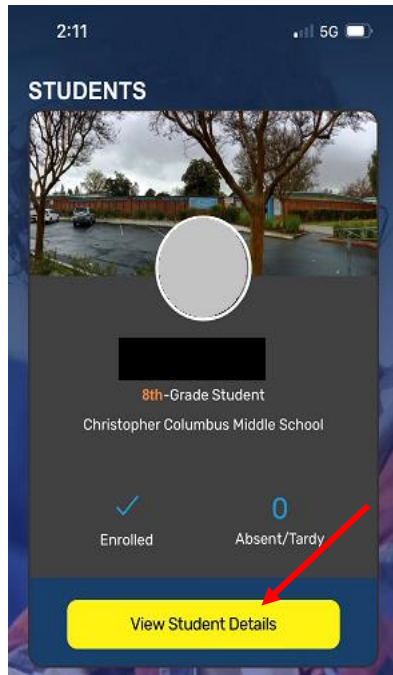 2:11
5G
STUDENTS
8th-Grade Student
Christopher Columbus Middle School
0
Enrolled
Absent/Tardy
View Student Details